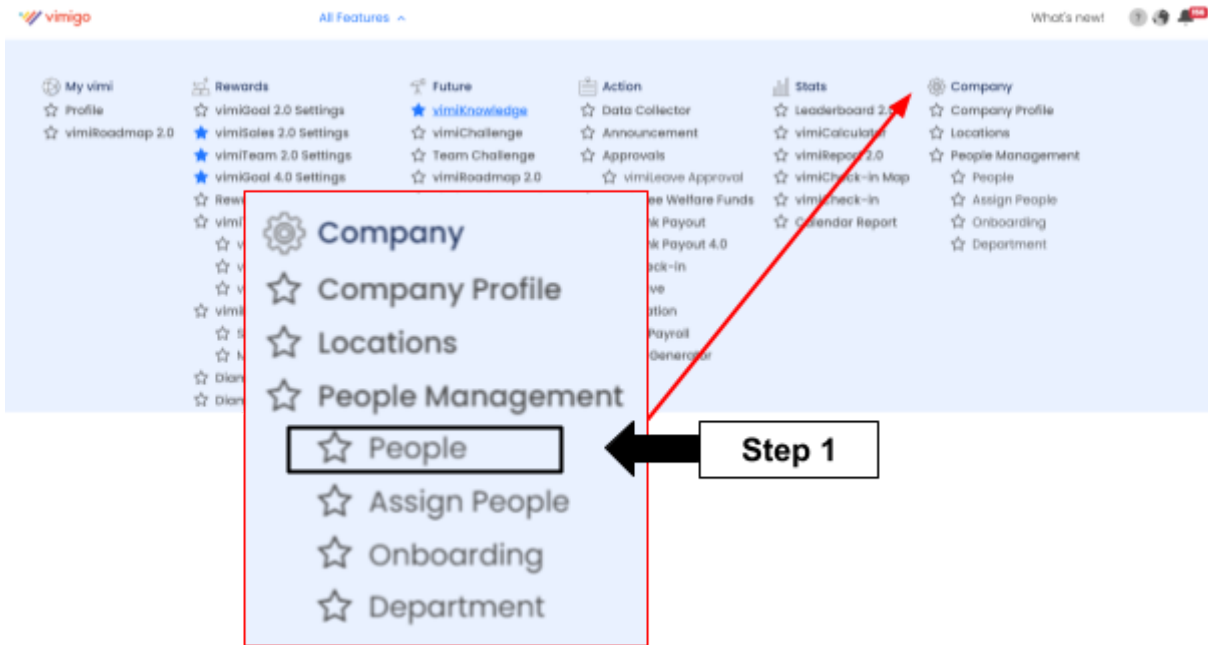 vimigo
All Features
What's new!
My vimi
Profile
vimiRoadmap 2.0
Rewards
vimiGoal 2.0 Settings
vimiSales 2.0 Settings
vimiTeam 2.0 Settings
vimiGoal 4.0 Settings
Future
vimiKnowledge
vimiChallenge
Team Challenge
vimiRoadmap 2.0
Action
Data Collector
Announcement
Approvals
vimiLeave Approval
Welfare Funds
Payout
Payout 4.0
Payroll
Generator
Stats
Leaderboard
vimiCalculator
vimiReport 2.0
vimiCheck-in Map
vimiCheck-in
Calendar Report
Company
Company Profile
Locations
People Management
People
Assign People
Onboarding
Department
Company
Company Profile
Locations
People Management
People
Assign People
Onboarding
Department
Step 1